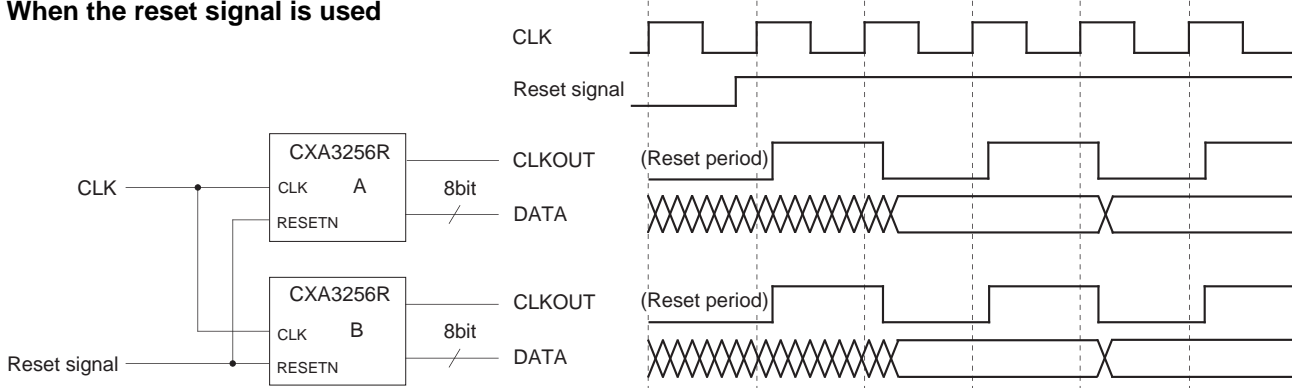 When the reset signal is used
CLK
Reset signal
CXA3256R
CLK A
RESETN
CLK
8bit
CLKOUT
DATA
(Reset period)
CXA3256R
CLK B
RESETN
Reset signal
8bit
CLKOUT
DATA
(Reset period)